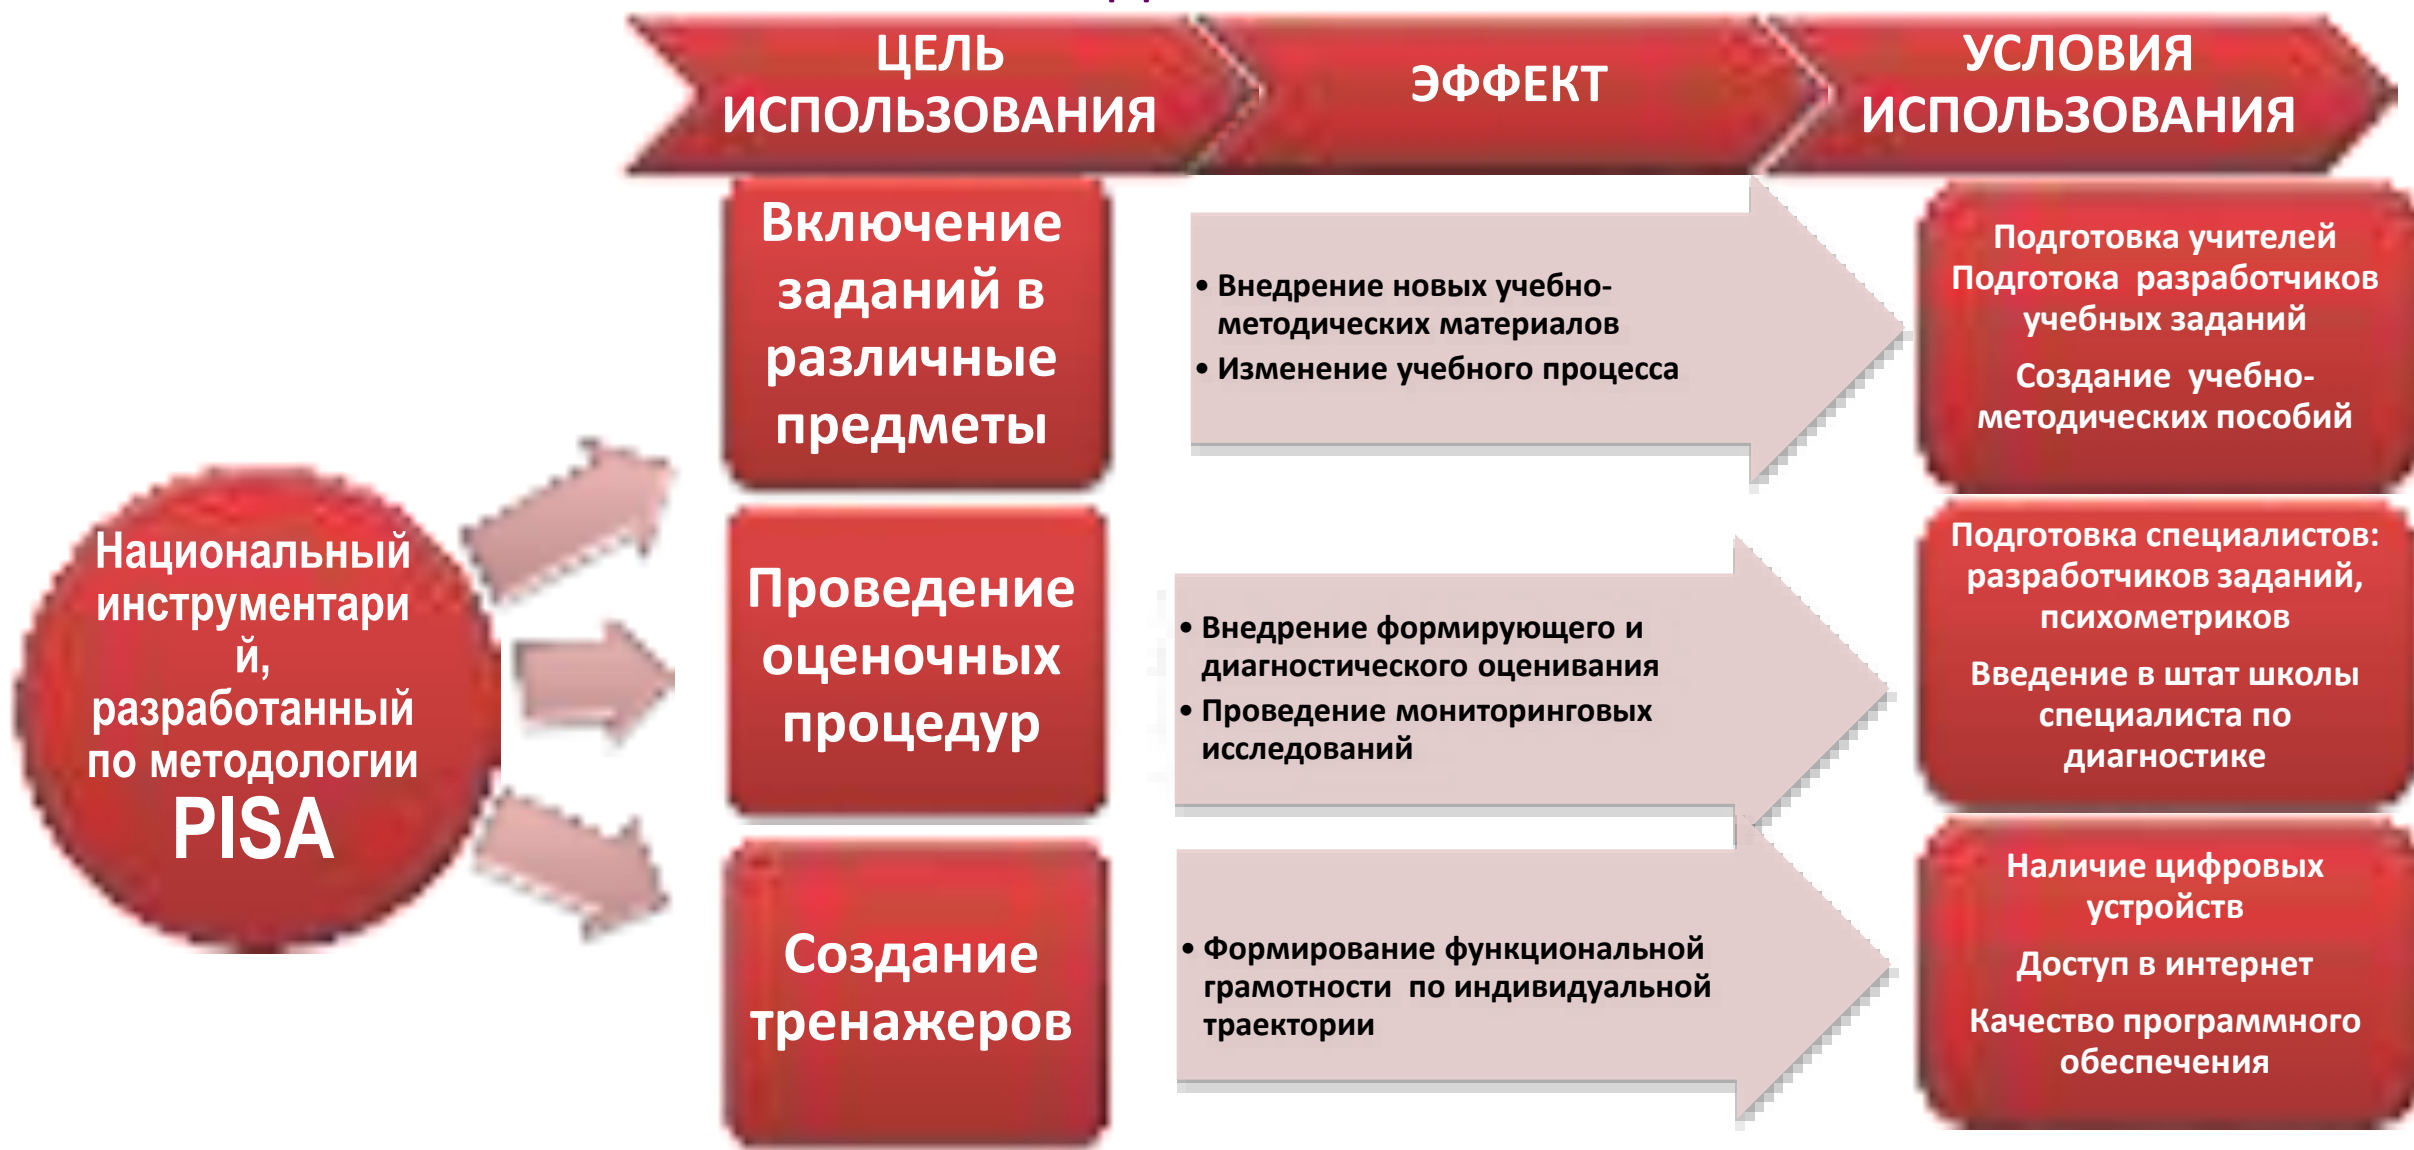 ЦЕЛЬ
ИСПОЛЬЗОВАНИЯ
ЭФФЕКТ
УСЛОВИЯ
ИСПОЛЬЗОВАНИЯ
Национальный
инструментари
й,
разработанный
по методологии
PISA
Включение
заданий в
различные
предметы
• Внедрение новых учебно-
методических материалов
• Изменение учебного процесса
Подготовка учителей
Подготока разработчиков
учебных заданий
Создание учебно-
методических пособий
Проведение
оценочных
процедур
• Внедрение формирующего и
диагностического оценивания
• Проведение мониторинговых
исследований
Подготовка специалистов:
разработчиков заданий,
психометриков
Введение в штат школы
специалиста по
диагностике
Создание
тренажеров
• Формирование функциональной
грамотности по индивидуальной
траектории
Наличие цифровых
устройств
Доступ в интернет
Качество программного
обеспечения